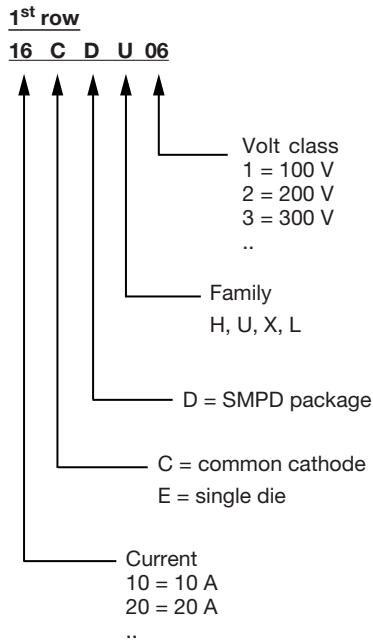 1st row
16 C D U 06
Volt class
1 = 100 V
2 = 200 V
3 = 300 V
..
Family
H, U, X, L
D = SMPD package
C = common cathode
E = single die
Current
10 = 10 A
20 = 20 A
..